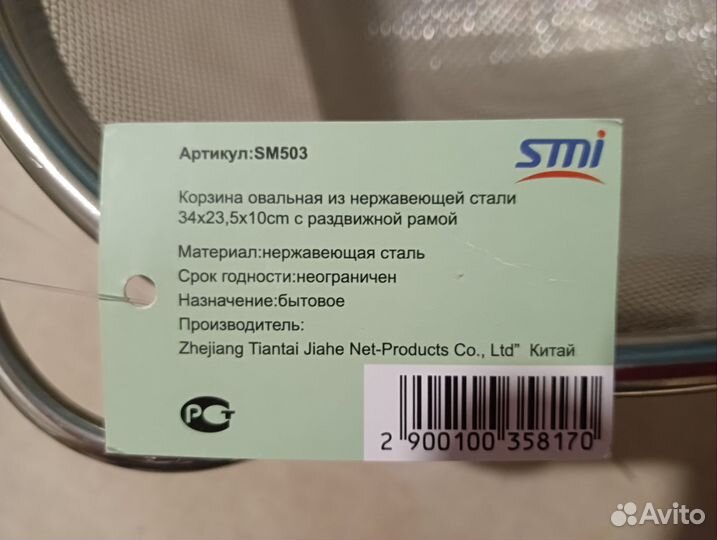 Артикул:SM503
smi
Корзина овальная из нержавеющей стали
34x23,5x10cm с раздвижной рамой
Материал:нержавеющая сталь
Срок годности:неограничен
Назначение:бытовое
Производитель:
Zhejiang Tiantai Jiahe Net-Products Co., Ltd” Китай
РСТ
2 900100 358170
Avito